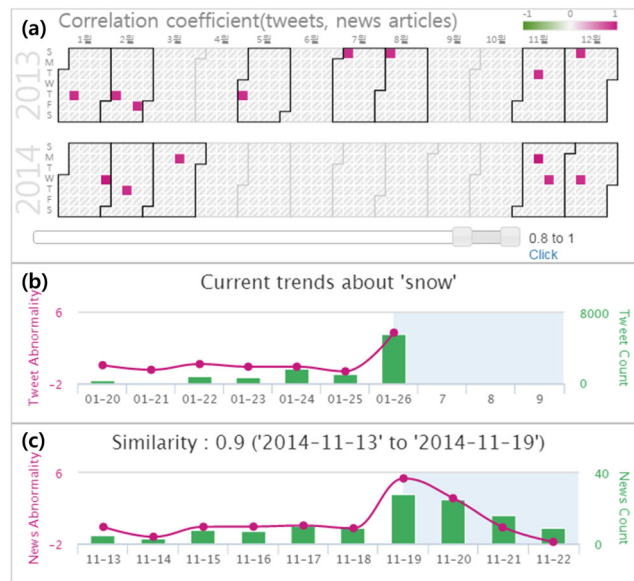 (a) Correlation coefficient(tweets, news articles)
-1 0 1
1월 2월 3월 4월 5월 6월 7월 8월 9월 10월 11월 12월
2013
S
M
T
W
T
F
S
2014
S
M
T
W
T
F
S
0.8 to 1
Click
(b) Current trends about 'snow'
Tweet Abnormality
6
-2
8000
0
Tweet Count
01-20 01-21 01-22 01-23 01-24 01-25 01-26 7 8 9
(c) Similarity : 0.9 ('2014-11-13' to '2014-11-19')
News Abnormality
6
-2
40
0
News Count
11-13 11-14 11-15 11-16 11-17 11-18 11-19 11-20 11-21 11-22